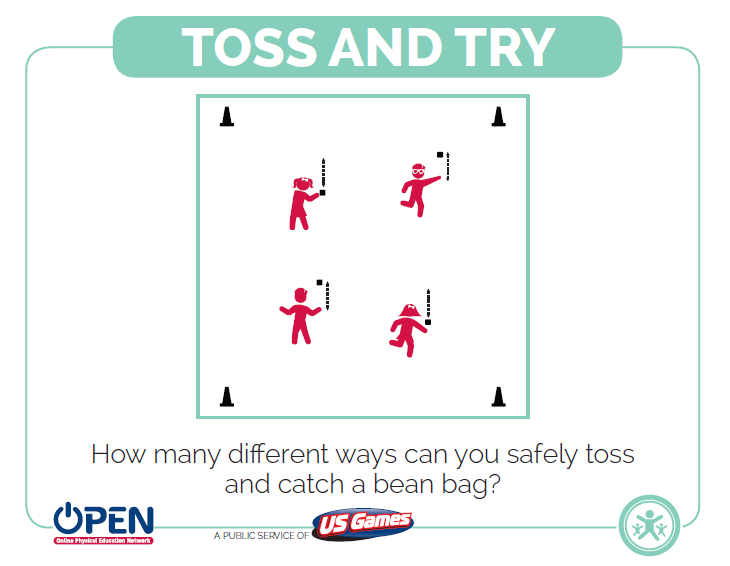 TOSS AND TRY
How many different ways can you safely toss
and catch a bean bag?
OPEN
Online Physical Education Network
A PUBLIC SERVICE OF
US Games